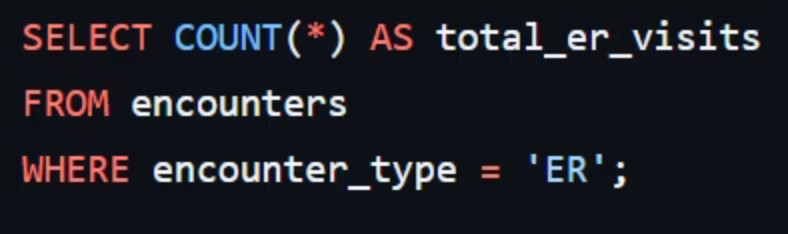 SELECT COUNT(*) AS total_er_visits
FROM encounters
WHERE encounter_type = 'ER';